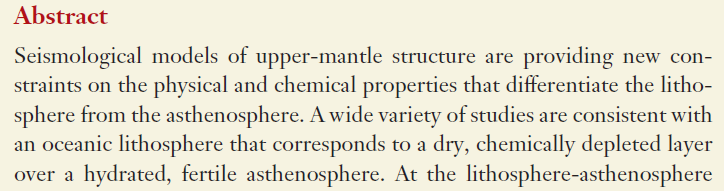 Abstract
Seismological models of upper-mantle structure are providing new con-
straints on the physical and chemical properties that differentiate the litho-
sphere from the asthenosphere. A wide variety of studies are consistent with
an oceanic lithosphere that corresponds to a dry, chemically depleted layer
over a hydrated, fertile asthenosphere. At the lithosphere-asthenosphere